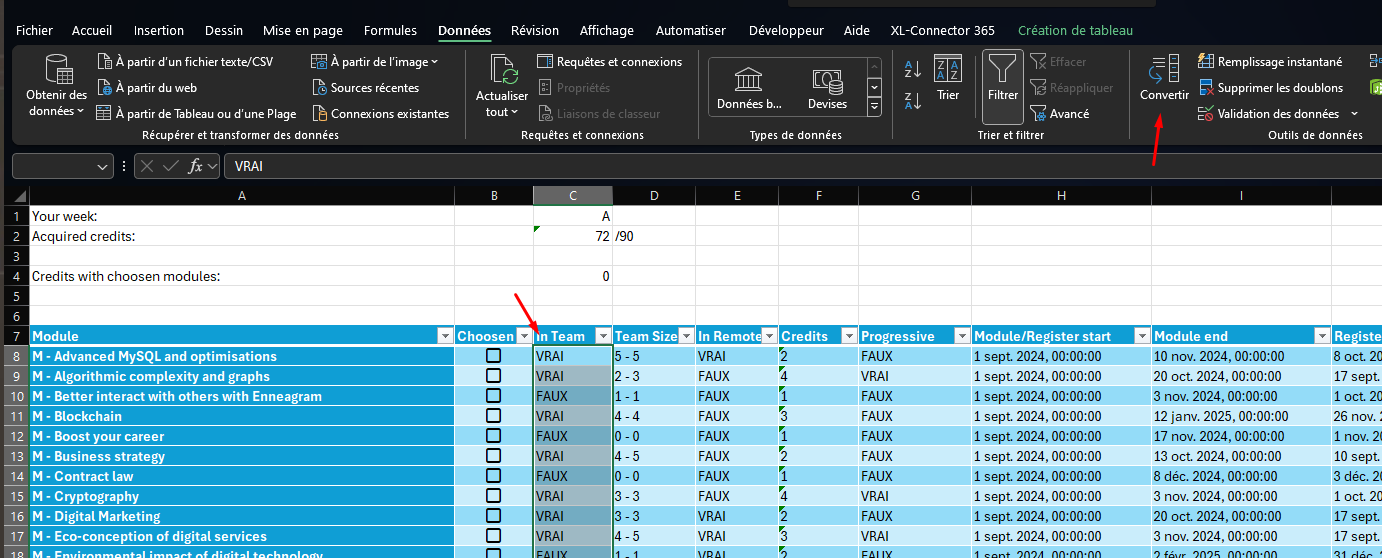 Fichier Accueil Insertion Dessin Mise en page Formules Données Révision Affichage Automatiser Développeur Aide XL-Connector 365 Création de tableau
Obtenir des données
À partir d'un fichier texte/CSV
À partir du web
À partir de Tableau ou d'une Plage
À partir de l'image
Sources récentes
Connexions existantes
Récupérer et transformer des données
Actualiser tout
Requêtes et connexions
Propriétés
Liaisons de classeur
Requêtes et connexions
Données b... Devises
Types de données
Trier
Filtrer
Effacer
Réappliquer
Avancé
Trier et filtrer
Convertir
Remplissage instantané
Supprimer les doublons
Validation des données
Outils de données
fx VRAI
A B C D E F G H I
1 Your week: A
2 Acquired credits: 72 /90
3
4 Credits with choosen modules: 0
5
6
7 Module Choosen In Team Team Size In Remote Credits Progressive Module/Register start Module end Registe
8 M - Advanced MySQL and optimisations VRAI 5 - 5 VRAI 2 FAUX 1 sept. 2024, 00:00:00 10 nov. 2024, 00:00:00 8 oct. 20
9 M - Algorithmic complexity and graphs VRAI 2 - 3 FAUX 4 VRAI 1 sept. 2024, 00:00:00 20 oct. 2024, 00:00:00 17 sept.
10 M - Better interact with others with Enneagram FAUX 1 - 1 FAUX 1 FAUX 1 sept. 2024, 00:00:00 3 nov. 2024, 00:00:00 1 oct. 20
11 M - Blockchain VRAI 4 - 4 FAUX 3 FAUX 1 sept. 2024, 00:00:00 12 janv. 2025, 00:00:00 26 nov.
12 M - Boost your career FAUX 0 - 0 FAUX 1 FAUX 1 sept. 2024, 00:00:00 17 nov. 2024, 00:00:00 1 nov. 2
13 M - Business strategy VRAI 4 - 5 FAUX 2 FAUX 1 sept. 2024, 00:00:00 13 oct. 2024, 00:00:00 10 sept.
14 M - Contract law FAUX 0 - 0 FAUX 1 FAUX 1 sept. 2024, 00:00:00 8 déc. 2024, 00:00:00 3 déc. 2
15 M - Cryptography VRAI 3 - 3 FAUX 4 VRAI 1 sept. 2024, 00:00:00 3 nov. 2024, 00:00:00 1 oct. 20
16 M - Digital Marketing VRAI 3 - 3 VRAI 2 FAUX 1 sept. 2024, 00:00:00 20 oct. 2024, 00:00:00 17 sept.
17 M - Eco-conception of digital services VRAI 4 - 5 VRAI 3 VRAI 1 sept. 2024, 00:00:00 3 nov. 2024, 00:00:00 17 sept.
18 M - Environmental impact of digital technology FAUX 1 - 1 VRAI 2 FAUX 1 sept. 2024, 00:00:00 2 févr. 2025, 00:00:00 31 déc.